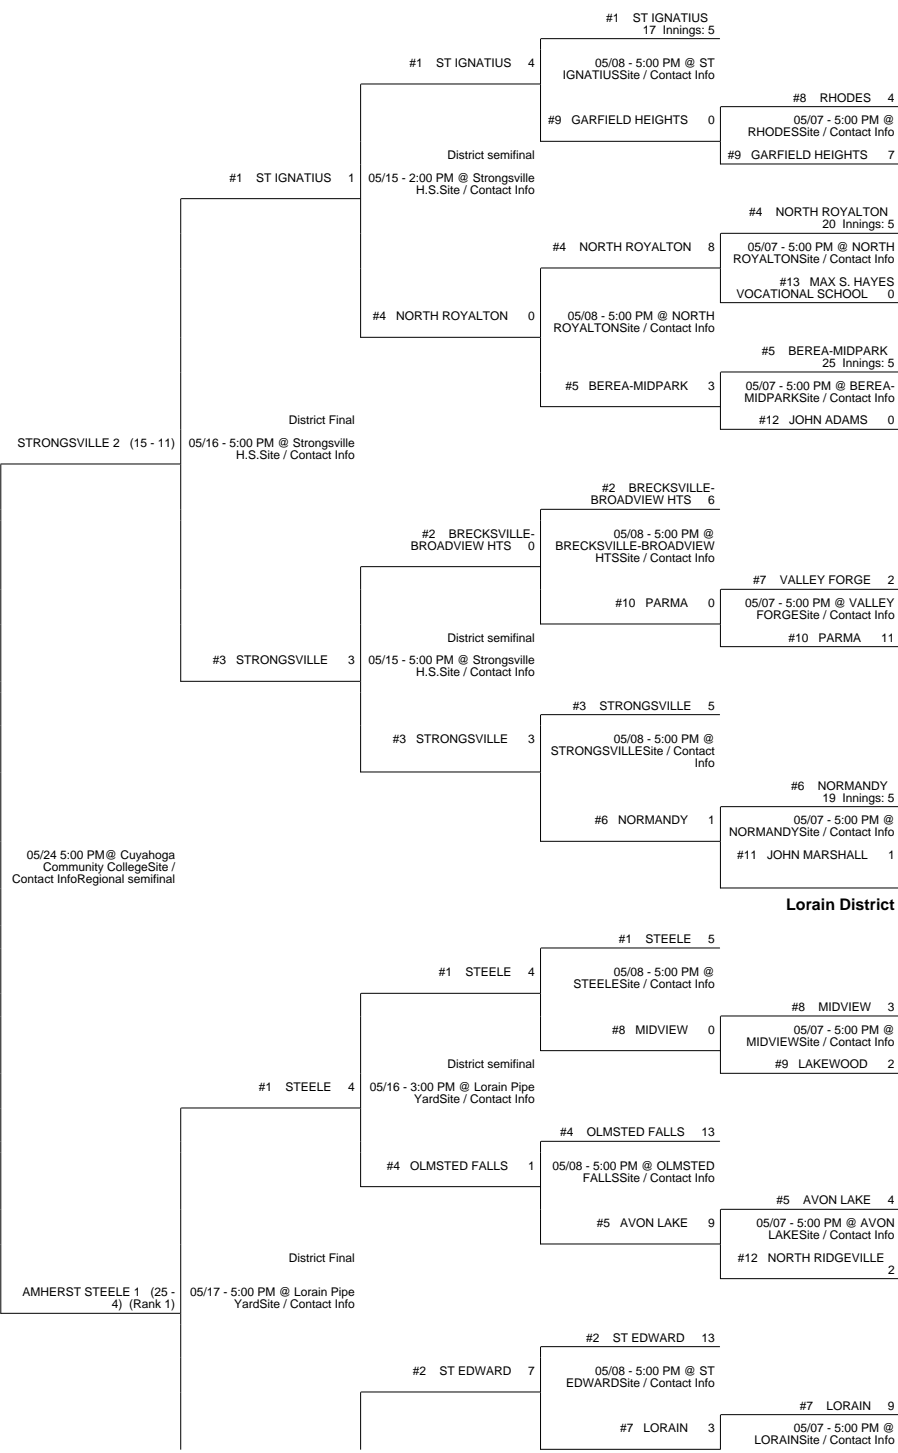 #1 ST IGNATIUS
17 Innings: 5
#1 ST IGNATIUS 4
05/08 - 5:00 PM @ ST
IGNATIUSSite / Contact Info
#8 RHODES 4
#9 GARFIELD HEIGHTS 0
05/07 - 5:00 PM @
RHODESSite / Contact Info
District semifinal
#9 GARFIELD HEIGHTS 7
#1 ST IGNATIUS 1
05/15 - 2:00 PM @ Strongsville
H.S.Site / Contact Info
#4 NORTH ROYALTON
20 Innings: 5
#4 NORTH ROYALTON 8
05/07 - 5:00 PM @ NORTH
ROYALTONSite / Contact Info
#13 MAX S. HAYES
VOCATIONAL SCHOOL 0
#4 NORTH ROYALTON 0
05/08 - 5:00 PM @ NORTH
ROYALTONSite / Contact Info
#5 BEREA-MIDPARK
25 Innings: 5
#5 BEREA-MIDPARK 3
05/07 - 5:00 PM @ BEREA-
MIDPARKSite / Contact Info
District Final
#12 JOHN ADAMS 0
STRONGSVILLE 2 (15 - 11)
05/16 - 5:00 PM @ Strongsville
H.S.Site / Contact Info
#2 BRECKSVILLE-
BROADVIEW HTS 6
#2 BRECKSVILLE-
BROADVIEW HTS 0
05/08 - 5:00 PM @
BRECKSVILLE-BROADVIEW
HTSSite / Contact Info
#7 VALLEY FORGE 2
#10 PARMA 0
05/07 - 5:00 PM @ VALLEY
FORGESite / Contact Info
District semifinal
#10 PARMA 11
#3 STRONGSVILLE 3
05/15 - 5:00 PM @ Strongsville
H.S.Site / Contact Info
#3 STRONGSVILLE 5
#3 STRONGSVILLE 3
05/08 - 5:00 PM @
STRONGSVILLESite / Contact
Info
#6 NORMANDY
19 Innings: 5
#6 NORMANDY 1
05/07 - 5:00 PM @
NORMANDYSite / Contact Info
05/24 5:00 PM@ Cuyahoga
Community CollegeSite /
Contact InfoRegional semifinal
#11 JOHN MARSHALL 1
Lorain District
#1 STEELE 5
#1 STEELE 4
05/08 - 5:00 PM @
STEELESite / Contact Info
#8 MIDVIEW 3
#8 MIDVIEW 0
05/07 - 5:00 PM @
MIDVIEWSite / Contact Info
District semifinal
#9 LAKEWOOD 2
#1 STEELE 4
05/16 - 3:00 PM @ Lorain Pipe
YardSite / Contact Info
#4 OLMSTED FALLS 13
#4 OLMSTED FALLS 1
05/08 - 5:00 PM @ OLMSTED
FALLSSite / Contact Info
#5 AVON LAKE 4
#5 AVON LAKE 9
05/07 - 5:00 PM @ AVON
LAKESite / Contact Info
District Final
#12 NORTH RIDGEVILLE
2
AMHERST STEELE 1 (25 -
4) (Rank 1)
05/17 - 5:00 PM @ Lorain Pipe
YardSite / Contact Info
#2 ST EDWARD 13
#2 ST EDWARD 7
05/08 - 5:00 PM @ ST
EDWARDSite / Contact Info
#7 LORAIN 9
#7 LORAIN 3
05/07 - 5:00 PM @
LORAINSite / Contact Info